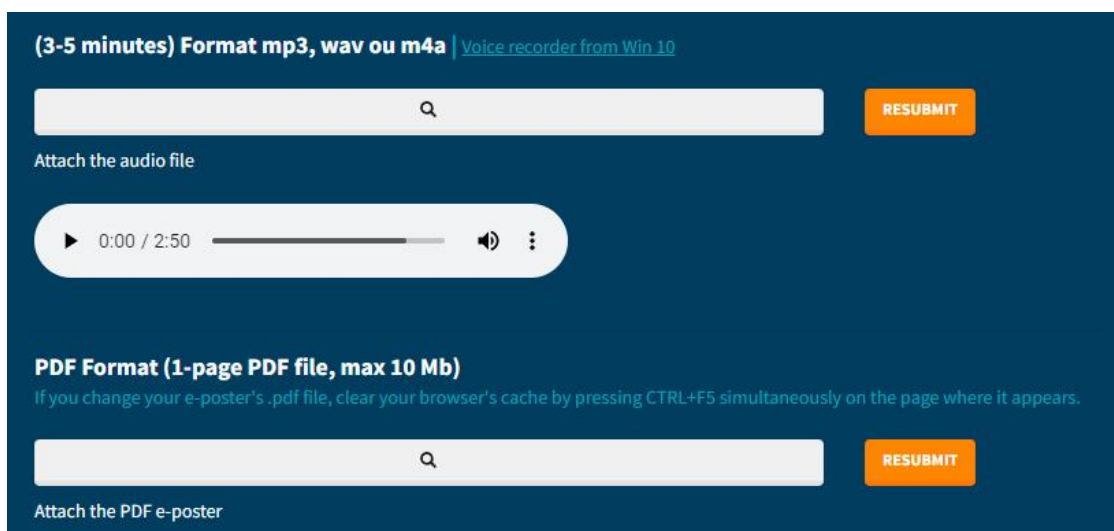 (3-5 minutes) Format mp3, wav ou m4a | Voice recorder from Win 10
RESUBMIT
Attach the audio file
0:00 / 2:50
PDF Format (1-page PDF file, max 10 Mb)
If you change your e-poster's .pdf file, clear your browser's cache by pressing CTRL+F5 simultaneously on the page where it appears.
RESUBMIT
Attach the PDF e-poster